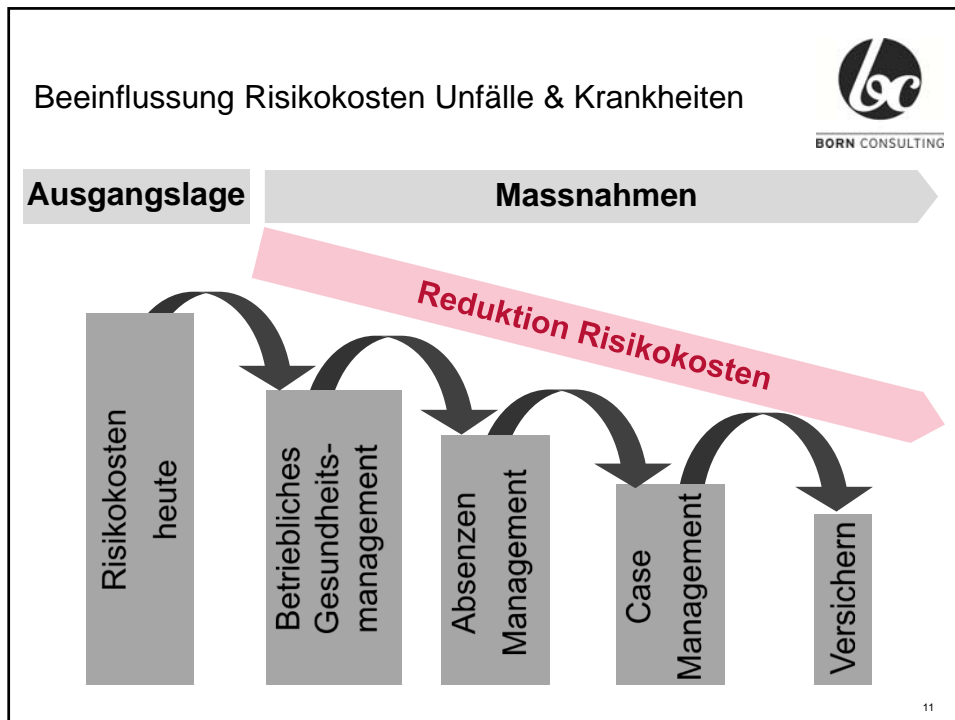 Beeinflussung Risikokosten Unfälle & Krankheiten
bc
BORN CONSULTING
Ausgangslage
Massnahmen
Reduktion Risikokosten
Risikokosten
heute
Betriebliches
Gesundheits-
management
Absenzen
Management
Case
Management
Versichern
11